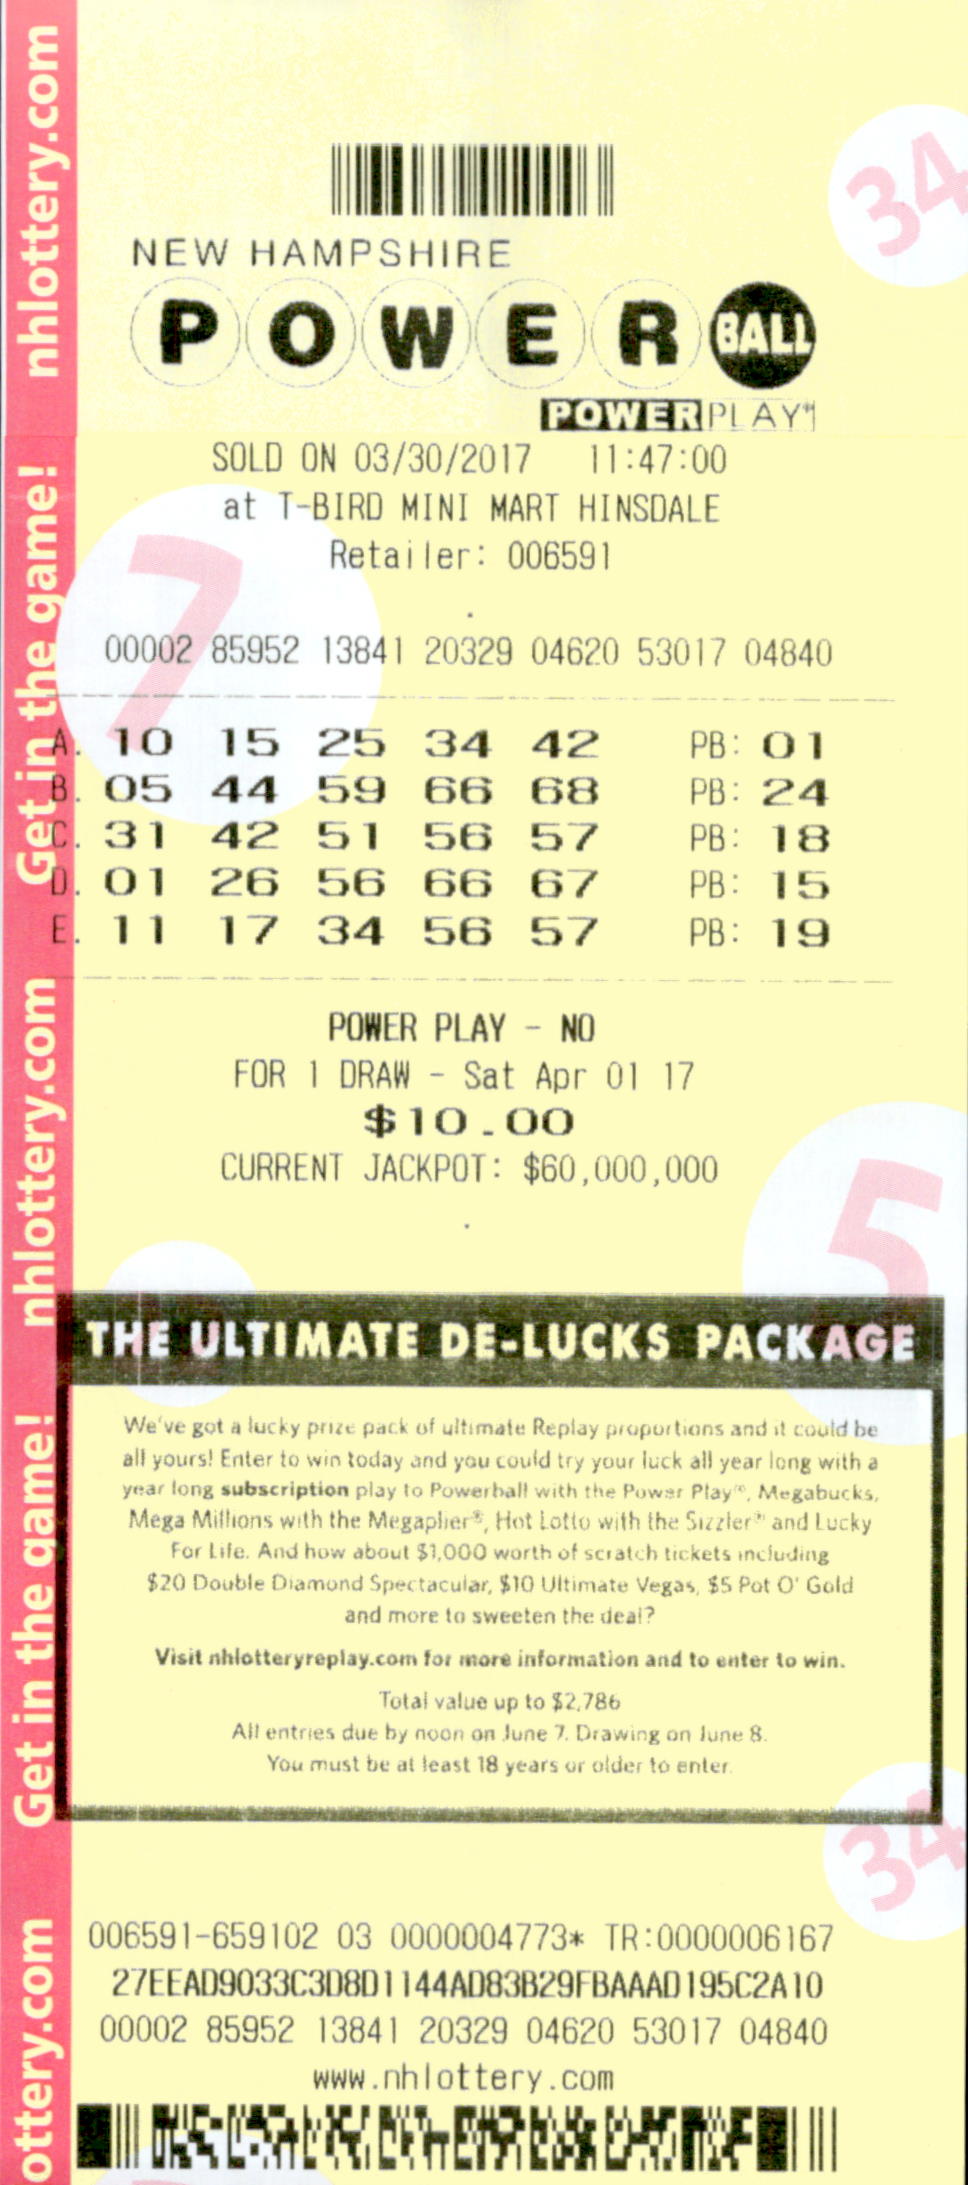 NEW HAMPSHIRE
POWER BALL
POWERPLAY®
SOLD ON 03/30/2017 11:47:00
at T-BIRD MINI MART HINSDALE
Retailer: 006591
00002 85952 13841 20329 04620 53017 04840
A. 10 15 25 34 42 PB: 01
B. 05 44 59 66 68 PB: 24
C. 31 42 51 56 57 PB: 18
D. 01 26 56 66 67 PB: 15
E. 11 17 34 56 57 PB: 19
POWER PLAY - NO
FOR 1 DRAW - Sat Apr 01 17
$10.00
CURRENT JACKPOT: $60,000,000
THE ULTIMATE DE-LUCKS PACKAGE
We've got a lucky prize pack of ultimate Replay proportions and it could be
all yours! Enter to win today and you could try your luck all year long with a
year long subscription play to Powerball with the Power Play®, Megabucks,
Mega Millions with the Megaplier®, Hot Lotto with the Sizzler® and Lucky
For Life. And how about $1,000 worth of scratch tickets including
$20 Double Diamond Spectacular, $10 Ultimate Vegas, $5 Pot O' Gold
and more to sweeten the deal?
Visit nhlotteryreplay.com for more information and to enter to win.
Total value up to $2,786
All entries due by noon on June 7. Drawing on June 8.
You must be at least 18 years or older to enter.
006591-659102 03 0000004773* TR:0000006167
27EEAD9033C3D8D1144AD83B29FBAAAD195C2A10
00002 85952 13841 20329 04620 53017 04840
www.nhlottery.com
nhlottery.com
Get in the game!
nhlottery.com
Get in the game!
ottery.com
34
7
5
34